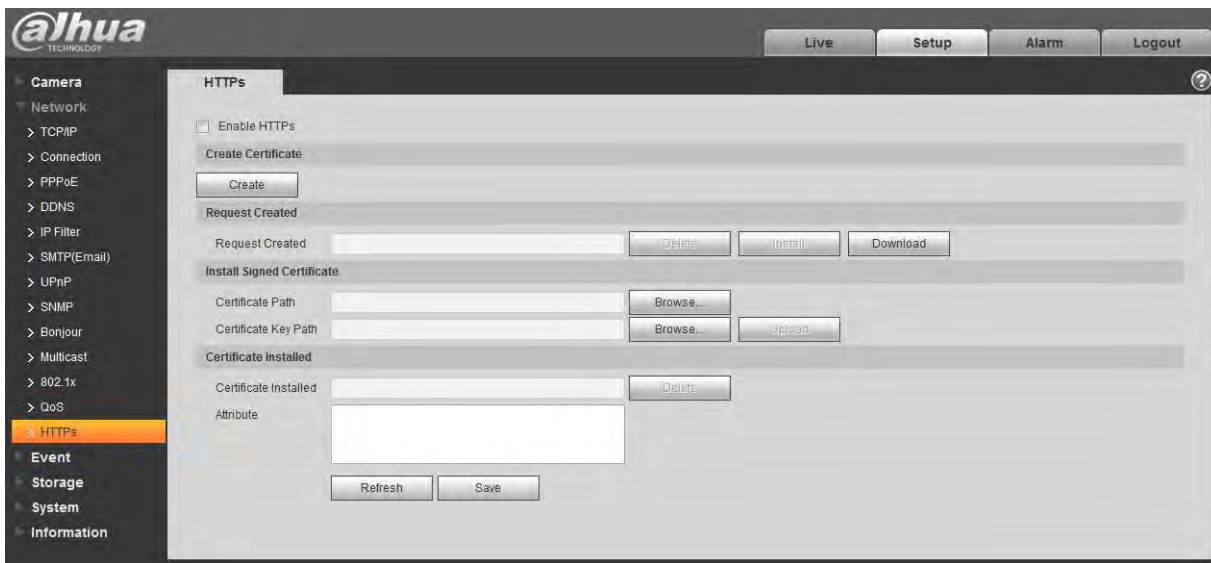 alhua
TECHNOLOGY
Live Setup Alarm Logout
Camera
Network
TCP/IP
Connection
PPPoE
DDNS
IP Filter
SMTP(Email)
UPnP
SNMP
Bonjour
Multicast
802.1x
QoS
HTTPs
Event
Storage
System
Information
HTTPs
?
Enable HTTPs
Create Certificate
Create
Request Created
Request Created Delete Install Download
Install Signed Certificate
Certificate Path Browse...
Certificate Key Path Browse... Upload
Certificate Installed
Certificate Installed Delete
Attribute
Refresh Save